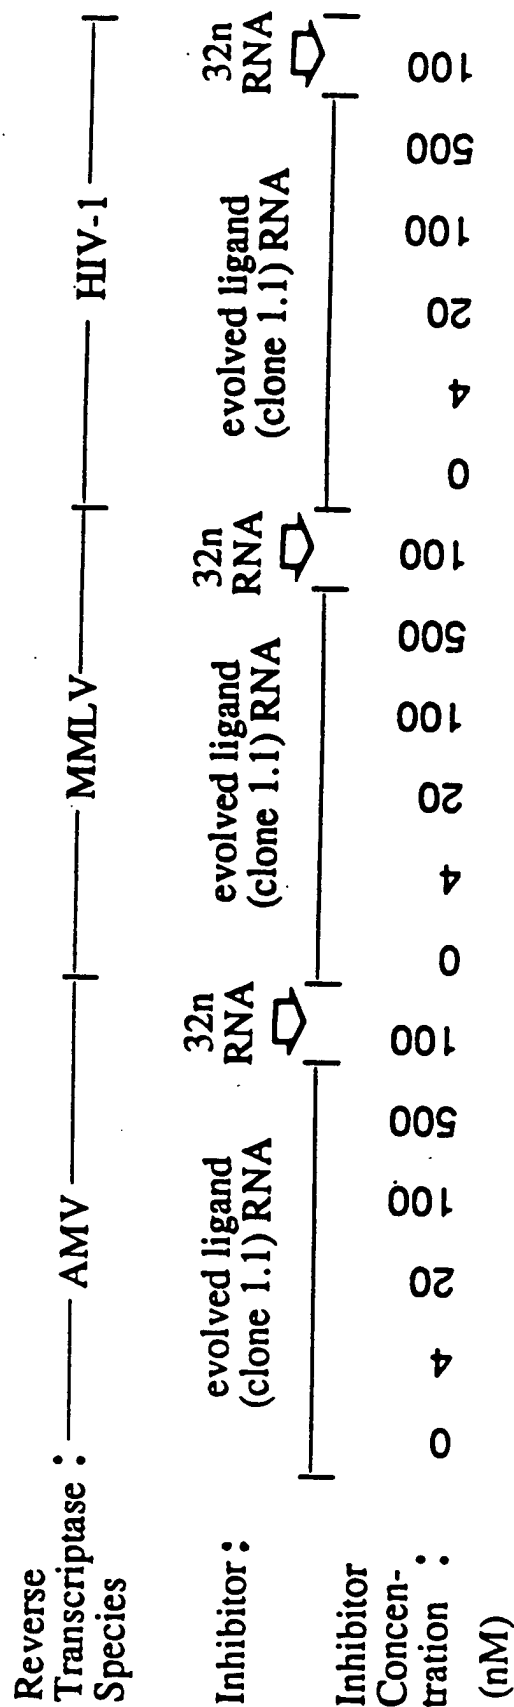 Reverse
Transcriptase :
Species
AMV
MMLV
HIV-1
Inhibitor:
evolved ligand
(clone 1.1) RNA
32n
RNA
evolved ligand
(clone 1.1) RNA
32n
RNA
evolved ligand
(clone 1.1) RNA
32n
RNA
Inhibitor
Concen-
tration :
(nM)
0 4 20 100 500 100 0 4 20 100 500 100 0 4 20 100 500 100